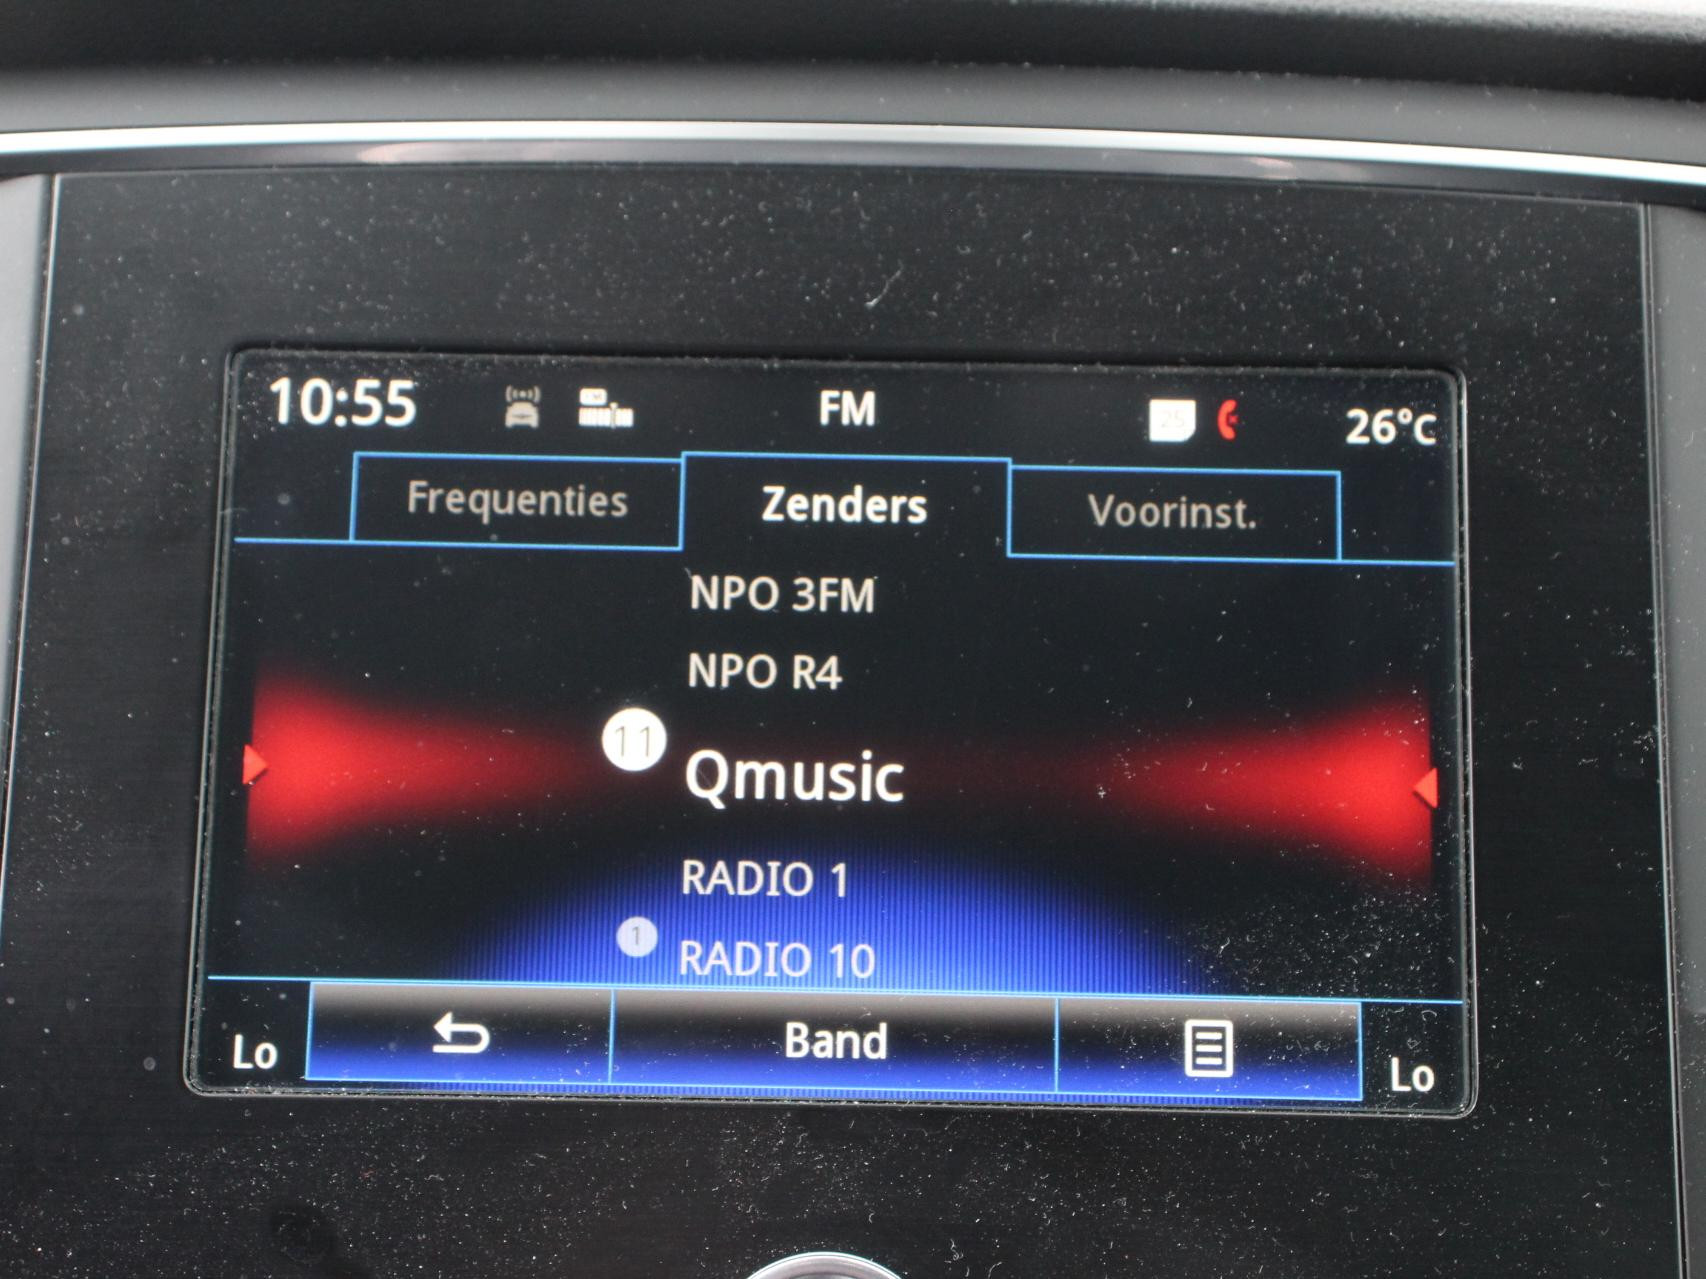 10:55 FM 25 26°C
Frequenties Zenders Voorinst.
NPO 3FM
NPO R4
11 Qmusic
RADIO 1
1 RADIO 10
Lo Band Lo